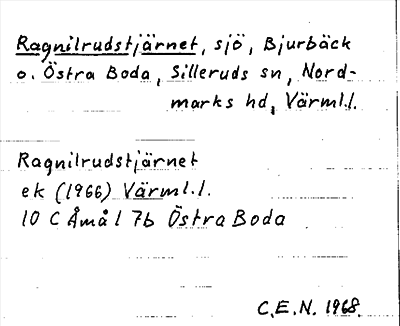 Ragnilrudstjärnet, sjö, Bjurbäck
o. Östra Boda, Silleruds sn, Nord-
marks hd, Värml.l.
Ragnilrudstjärnet
ek (1966) Värml.l.
10 C Åmål 7b Östra Boda
C.E.N. 1968.